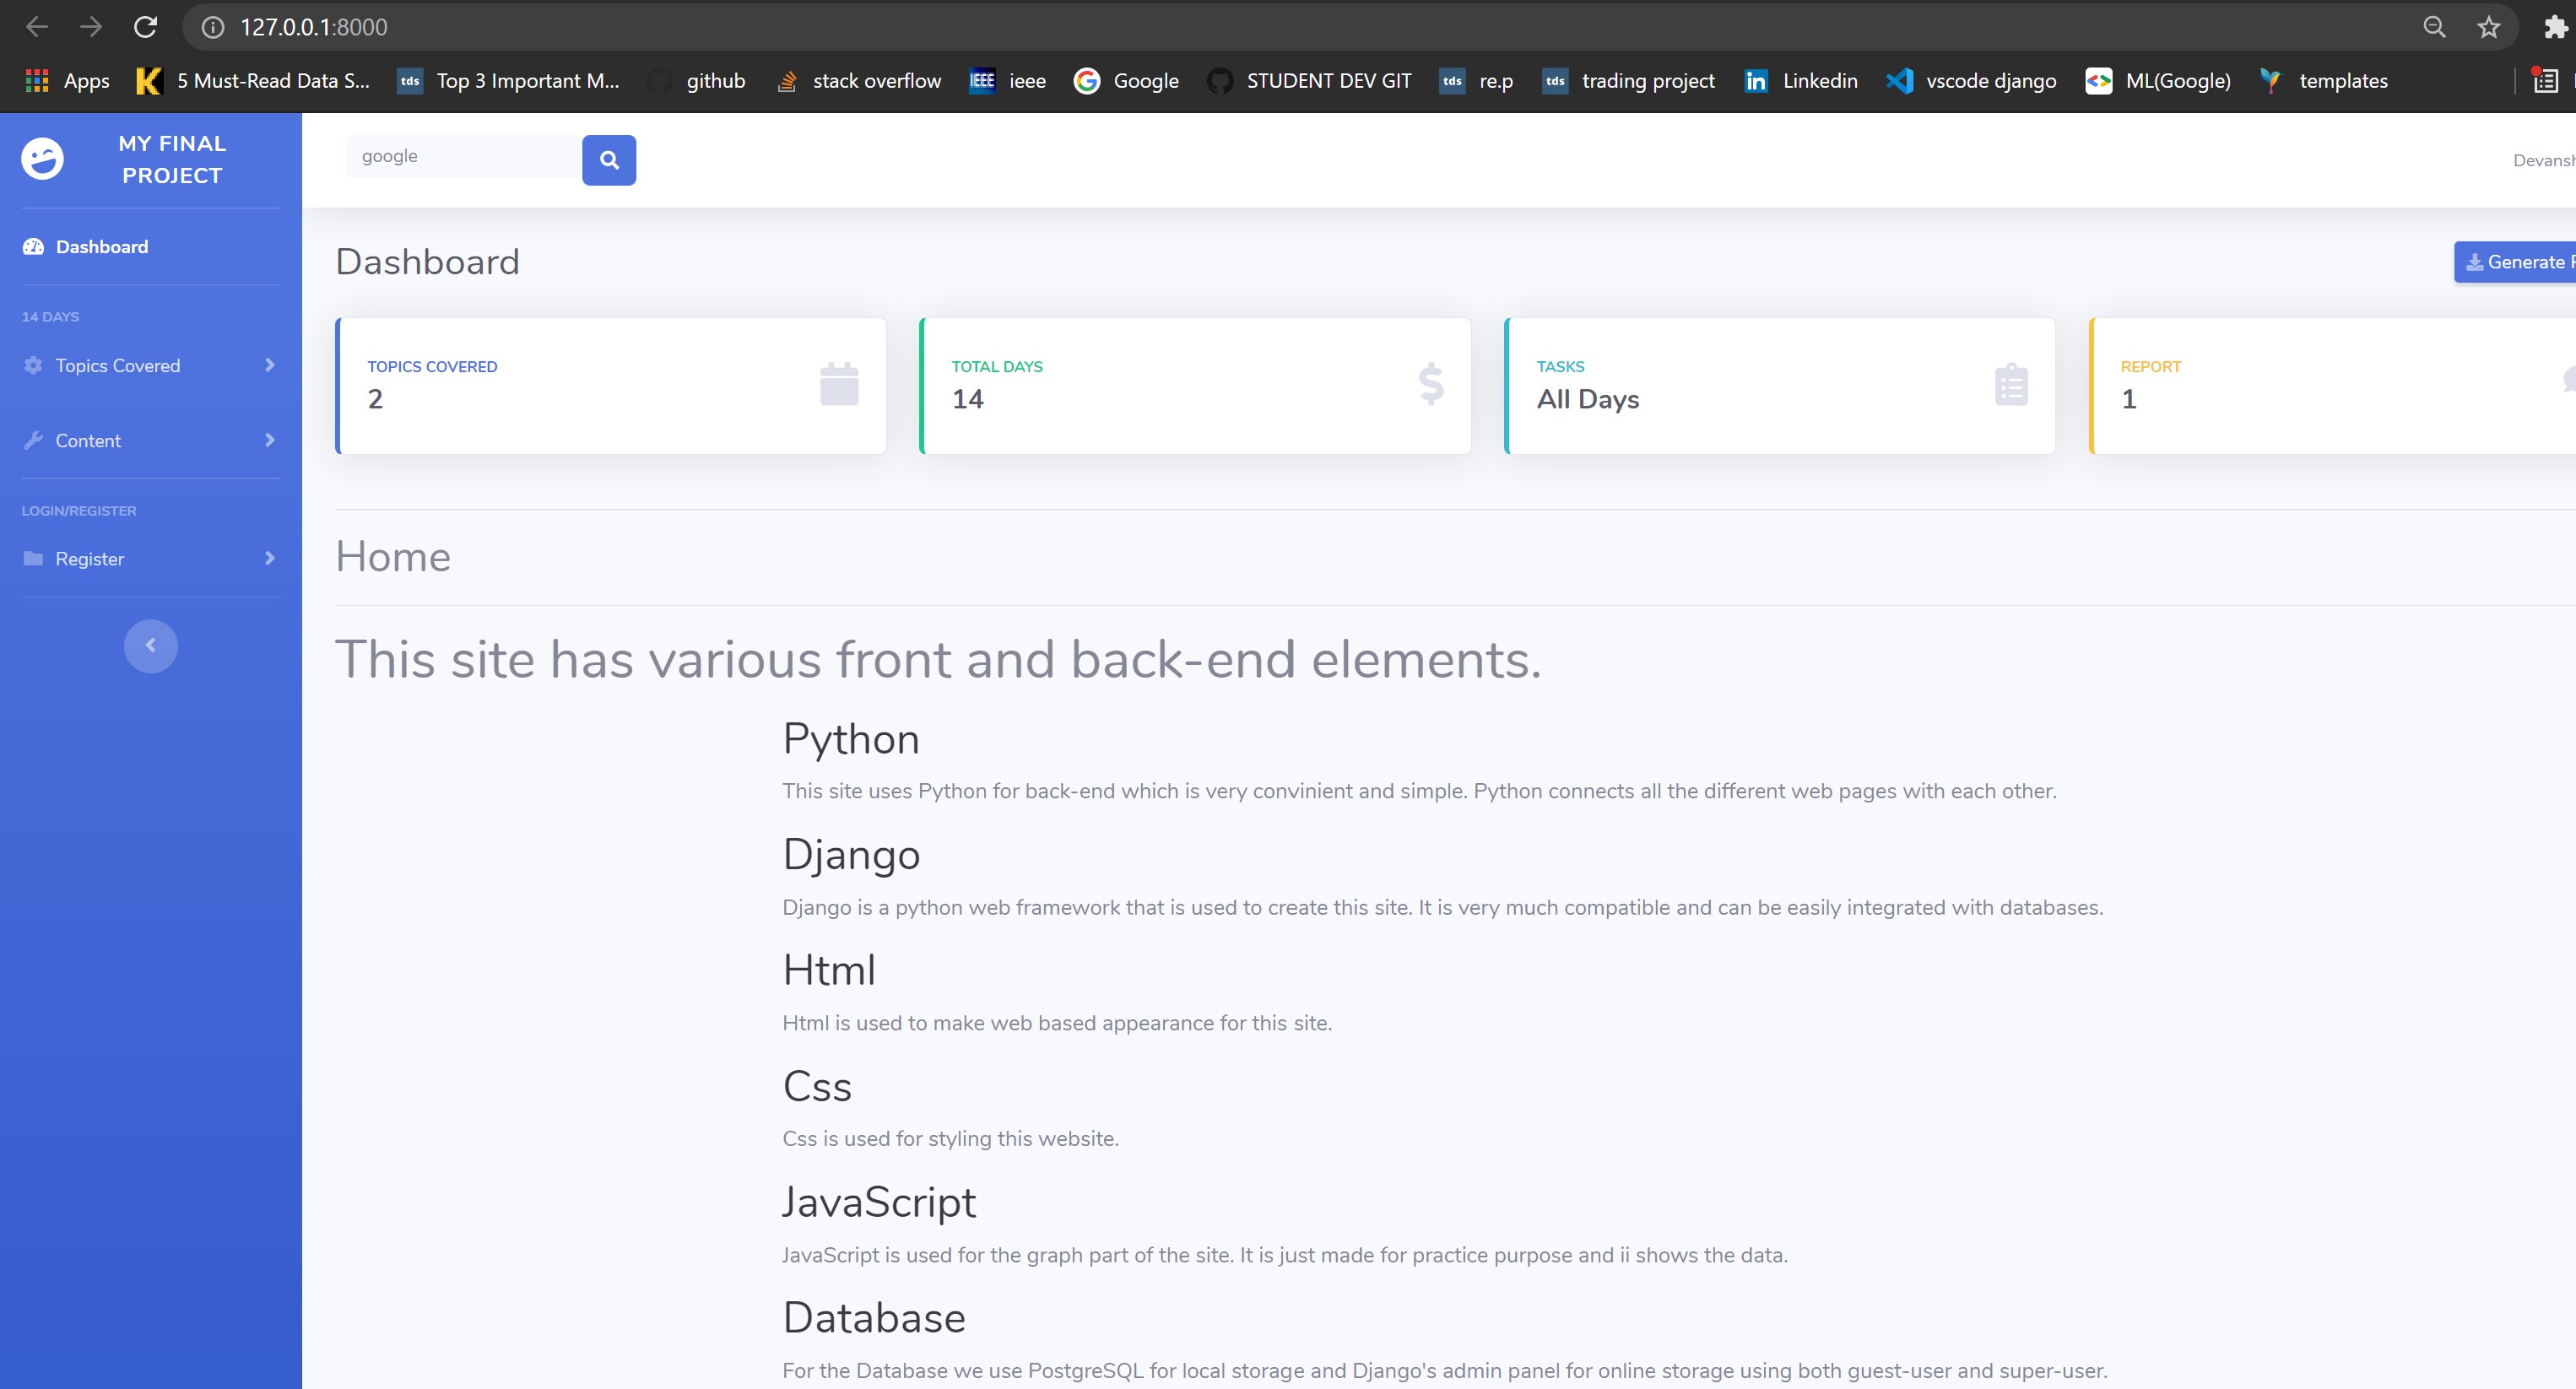 127.0.0.1:8000
Apps 5 Must-Read Data S... Top 3 Important M... github stack overflow IEEE ieee Google STUDENT DEV GIT tds re.p tds trading project Linkedin vscode django ML(Google) templates
MY FINAL
PROJECT
google
Devansh
Dashboard
Dashboard
Generate
14 DAYS
Topics Covered
Content
LOGIN/REGISTER
Register
TOPICS COVERED
2
TOTAL DAYS
14
TASKS
All Days
REPORT
1
Home
This site has various front and back-end elements.
Python
This site uses Python for back-end which is very convinient and simple. Python connects all the different web pages with each other.
Django
Django is a python web framework that is used to create this site. It is very much compatible and can be easily integrated with databases.
Html
Html is used to make web based appearance for this site.
Css
Css is used for styling this website.
JavaScript
JavaScript is used for the graph part of the site. It is just made for practice purpose and ii shows the data.
Database
For the Database we use PostgreSQL for local storage and Django's admin panel for online storage using both guest-user and super-user.